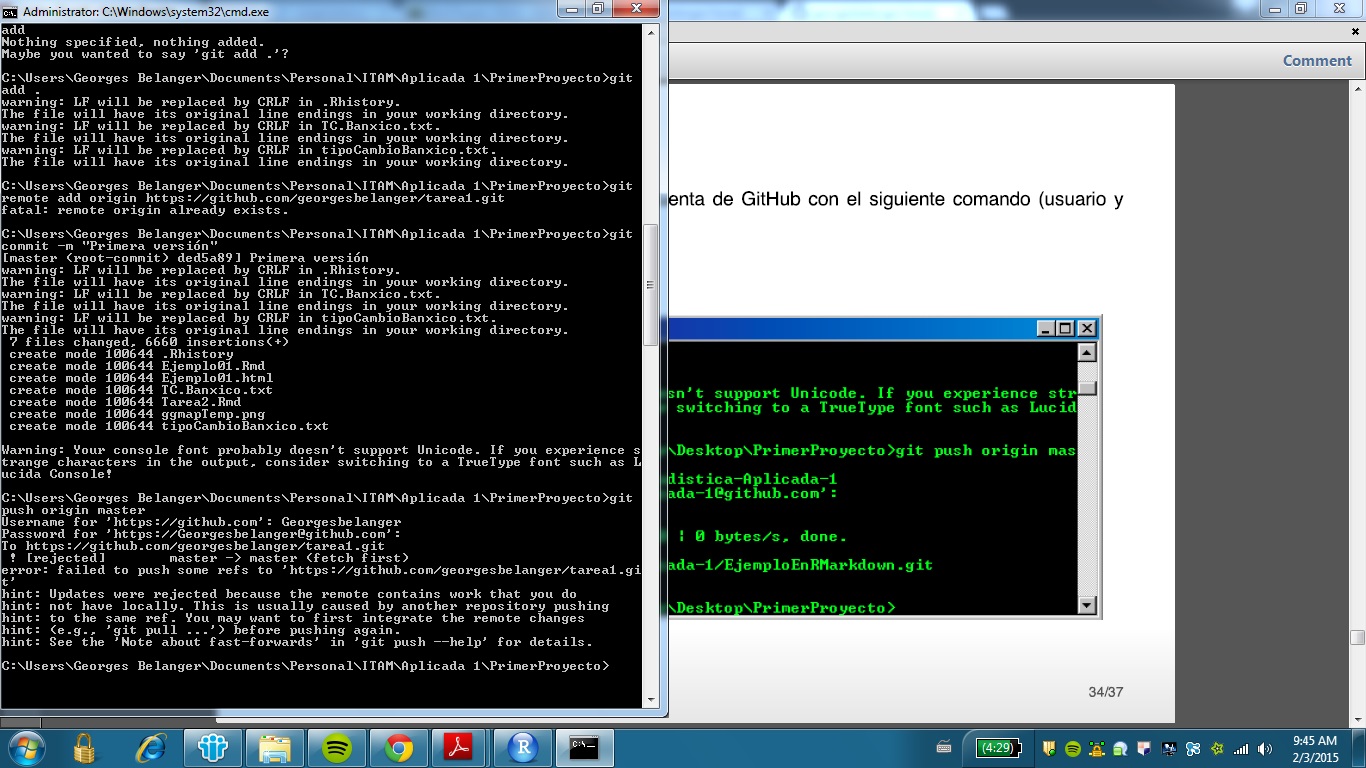 Administrator: C:\Windows\system32\cmd.exe
add
Nothing specified, nothing added.
Maybe you wanted to say 'git add .'?
C:\Users\Georges Belanger\Documents\Personal\ITAM\Aplicada 1\PrimerProyecto>git
add .
warning: LF will be replaced by CRLF in .Rhistory.
The file will have its original line endings in your working directory.
warning: LF will be replaced by CRLF in TC.Banxico.txt.
The file will have its original line endings in your working directory.
warning: LF will be replaced by CRLF in tipoCambioBanxico.txt.
The file will have its original line endings in your working directory.
C:\Users\Georges Belanger\Documents\Personal\ITAM\Aplicada 1\PrimerProyecto>git
remote add origin https://github.com/georgesbelanger/tarea1.git
fatal: remote origin already exists.
C:\Users\Georges Belanger\Documents\Personal\ITAM\Aplicada 1\PrimerProyecto>git
commit -m "Primera versión"
[master (root-commit) ded5a89] Primera versión
warning: LF will be replaced by CRLF in .Rhistory.
The file will have its original line endings in your working directory.
warning: LF will be replaced by CRLF in TC.Banxico.txt.
The file will have its original line endings in your working directory.
warning: LF will be replaced by CRLF in tipoCambioBanxico.txt.
The file will have its original line endings in your working directory.
7 files changed, 6660 insertions(+)
create mode 100644 .Rhistory
create mode 100644 Ejemplo01.Rmd
create mode 100644 Ejemplo01.html
create mode 100644 TC.Banxico.txt
create mode 100644 Tarea2.Rmd
create mode 100644 ggmapTemp.png
create mode 100644 tipoCambioBanxico.txt
Warning: Your console font probably doesn't support Unicode. If you experience s
trange characters in the output, consider switching to a TrueType font such as L
ucida Console!
C:\Users\Georges Belanger\Documents\Personal\ITAM\Aplicada 1\PrimerProyecto>git
push origin master
Username for 'https://github.com': Georgesbelanger
Password for 'https://Georgesbelanger@github.com':
To https://github.com/georgesbelanger/tarea1.git
! [rejected] master -> master (fetch first)
error: failed to push some refs to 'https://github.com/georgesbelanger/tarea1.gi
t'
hint: Updates were rejected because the remote contains work that you do
hint: not have locally. This is usually caused by another repository pushing
hint: to the same ref. You may want to first integrate the remote changes
hint: (e.g., 'git pull ...') before pushing again.
hint: See the 'Note about fast-forwards' in 'git push --help' for details.
C:\Users\Georges Belanger\Documents\Personal\ITAM\Aplicada 1\PrimerProyecto>
Comment
enta de GitHub con el siguiente comando (usuario y
sn't support Unicode. If you experience str
switching to a TrueType font such as Lucid
\Desktop\PrimerProyecto>git push origin mas
distica-Aplicada-1
ada-1@github.com':
| 0 bytes/s, done.
ada-1/EjemploEnRMarkdown.git
\Desktop\PrimerProyecto>
34/37
(4:29)
9:45 AM
2/3/2015